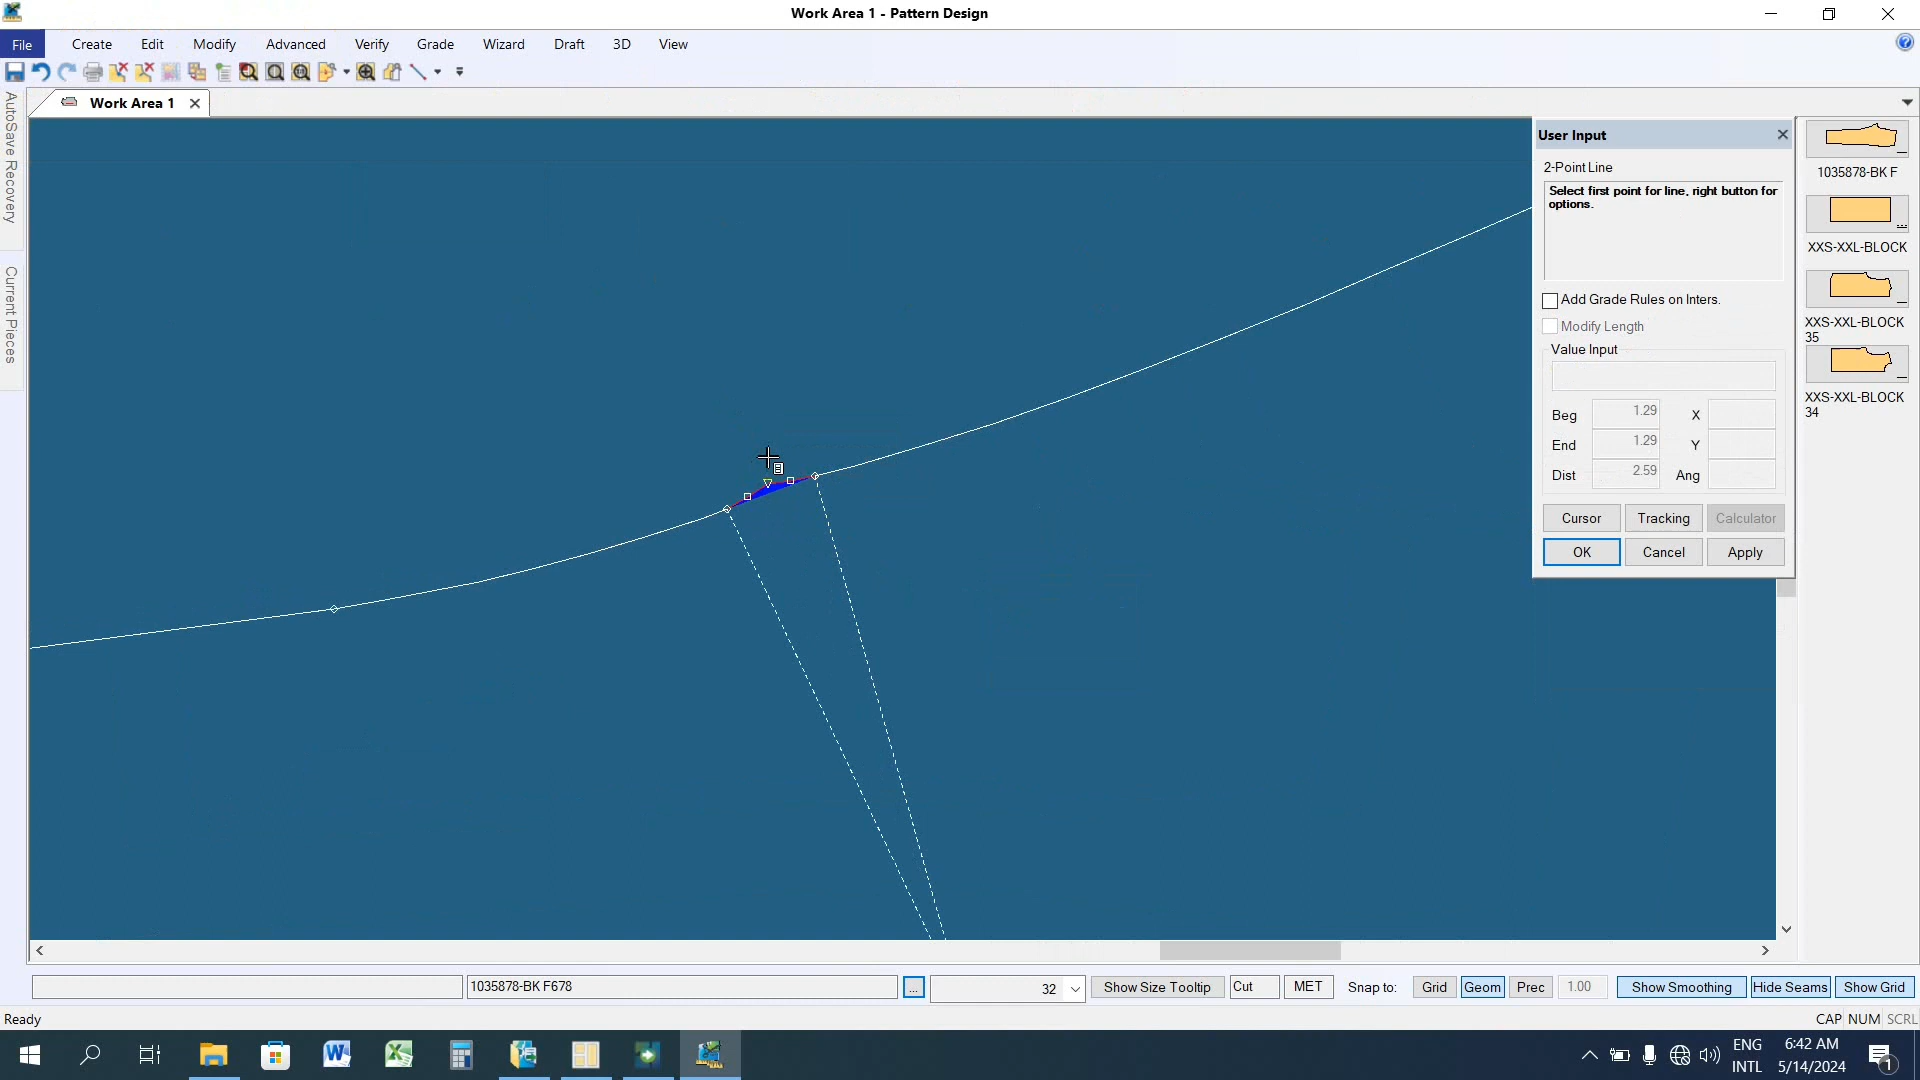 Work Area 1 - Pattern Design
File Create Edit Modify Advanced Verify Grade Wizard Draft 3D View
Work Area 1
AutoSave Recovery
Current Pieces
User Input
2-Point Line
Select first point for line, right button for
options.
Add Grade Rules on Inters.
Modify Length
Value Input
Beg 1.29 X
End 1.29 Y
Dist 2.59 Ang
Cursor Tracking Calculator
OK Cancel Apply
1035878-BK F
XXS-XXL-BLOCK
XXS-XXL-BLOCK
35
XXS-XXL-BLOCK
34
1035878-BK F678 ... 32 Show Size Tooltip Cut MET Snap to: Grid Geom Prec 1.00 Show Smoothing Hide Seams Show Grid
Ready CAP NUM SCRL
ENG 6:42 AM
INTL 5/14/2024
1